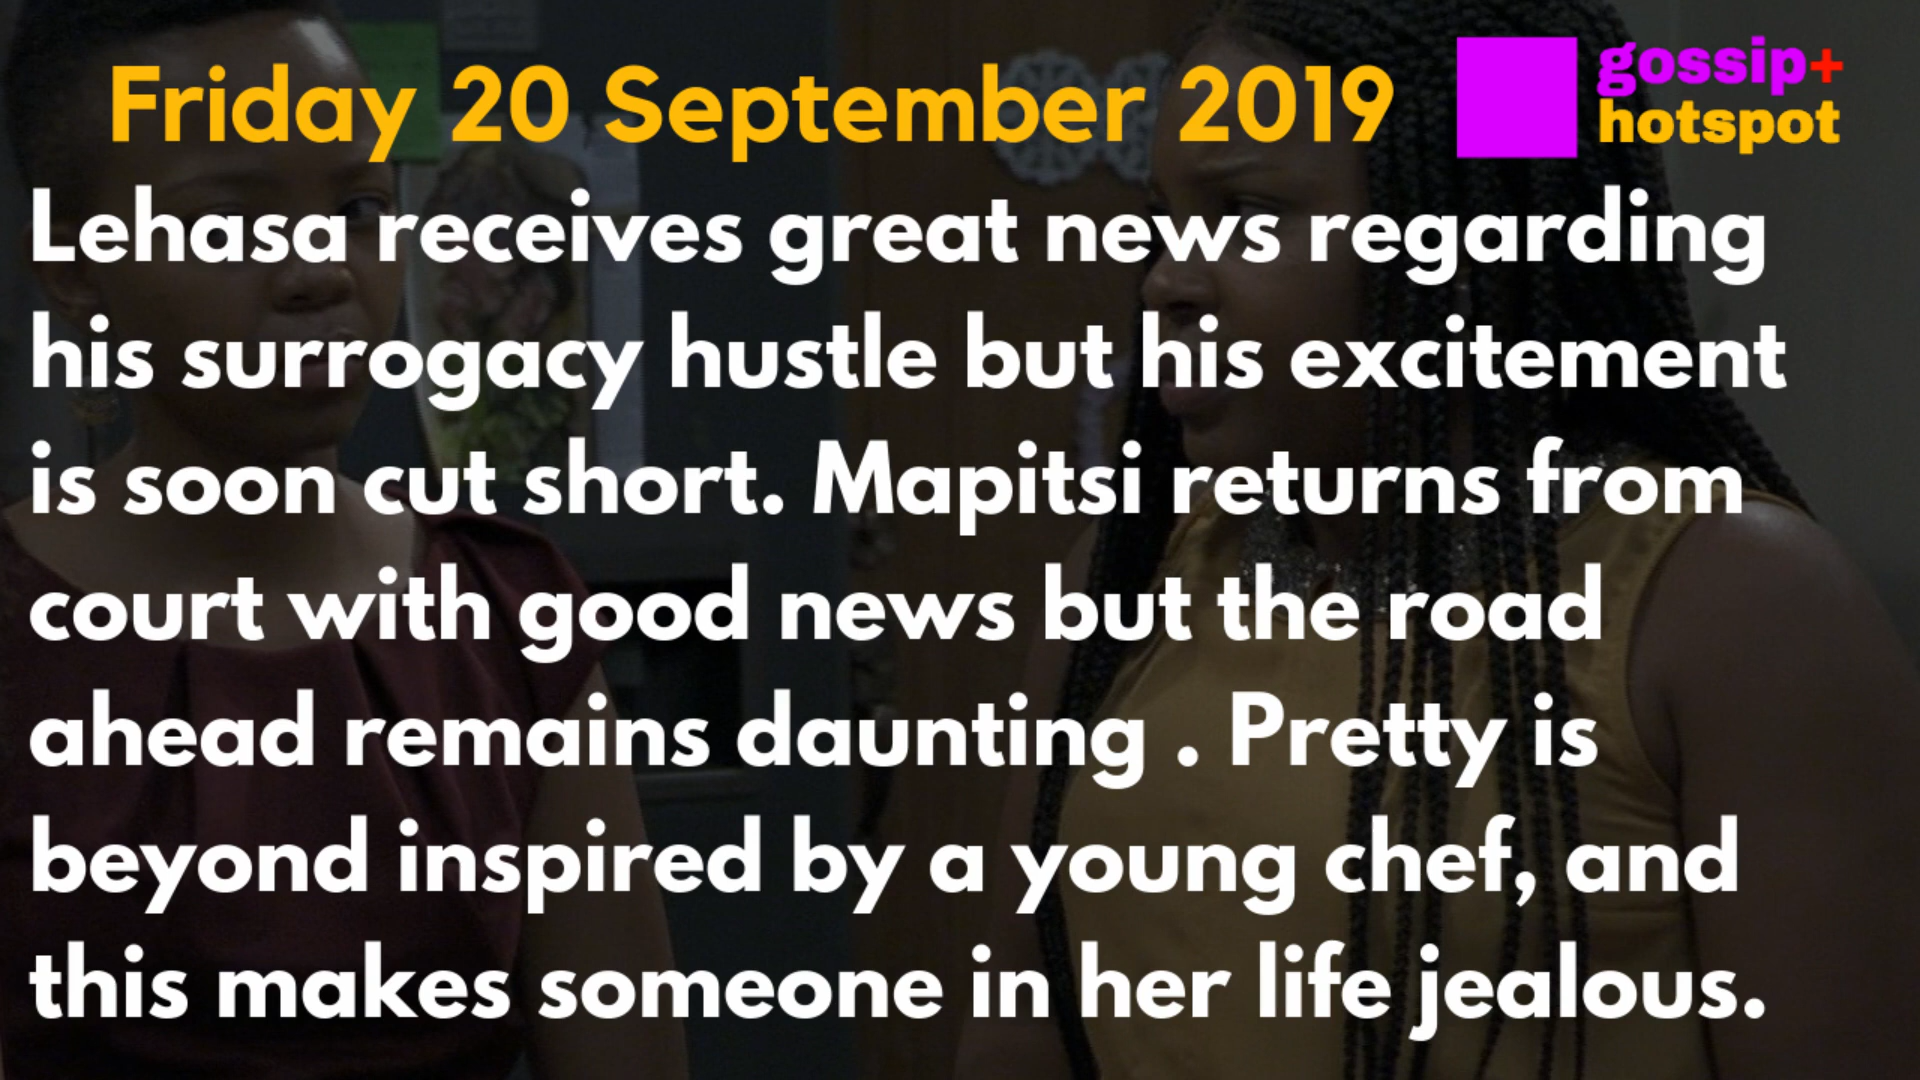 Friday 20 September 2019
gossip+
hotspot
Lehasa receives great news regarding
his surrogacy hustle but his excitement
is soon cut short. Mapitsi returns from
court with good news but the road
ahead remains daunting . Pretty is
beyond inspired by a young chef, and
this makes someone in her life jealous.